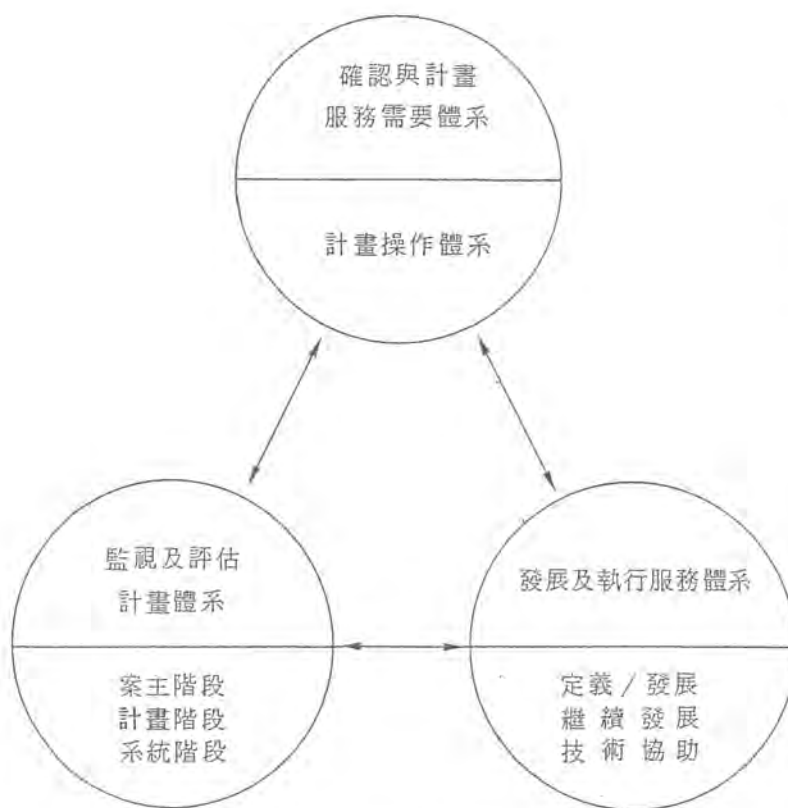 確認與計畫
服務需要體系
計畫操作體系
監視及評估
計畫體系
案主階段
計畫階段
系統階段
發展及執行服務體系
定義/發展
繼續發展
技術協助